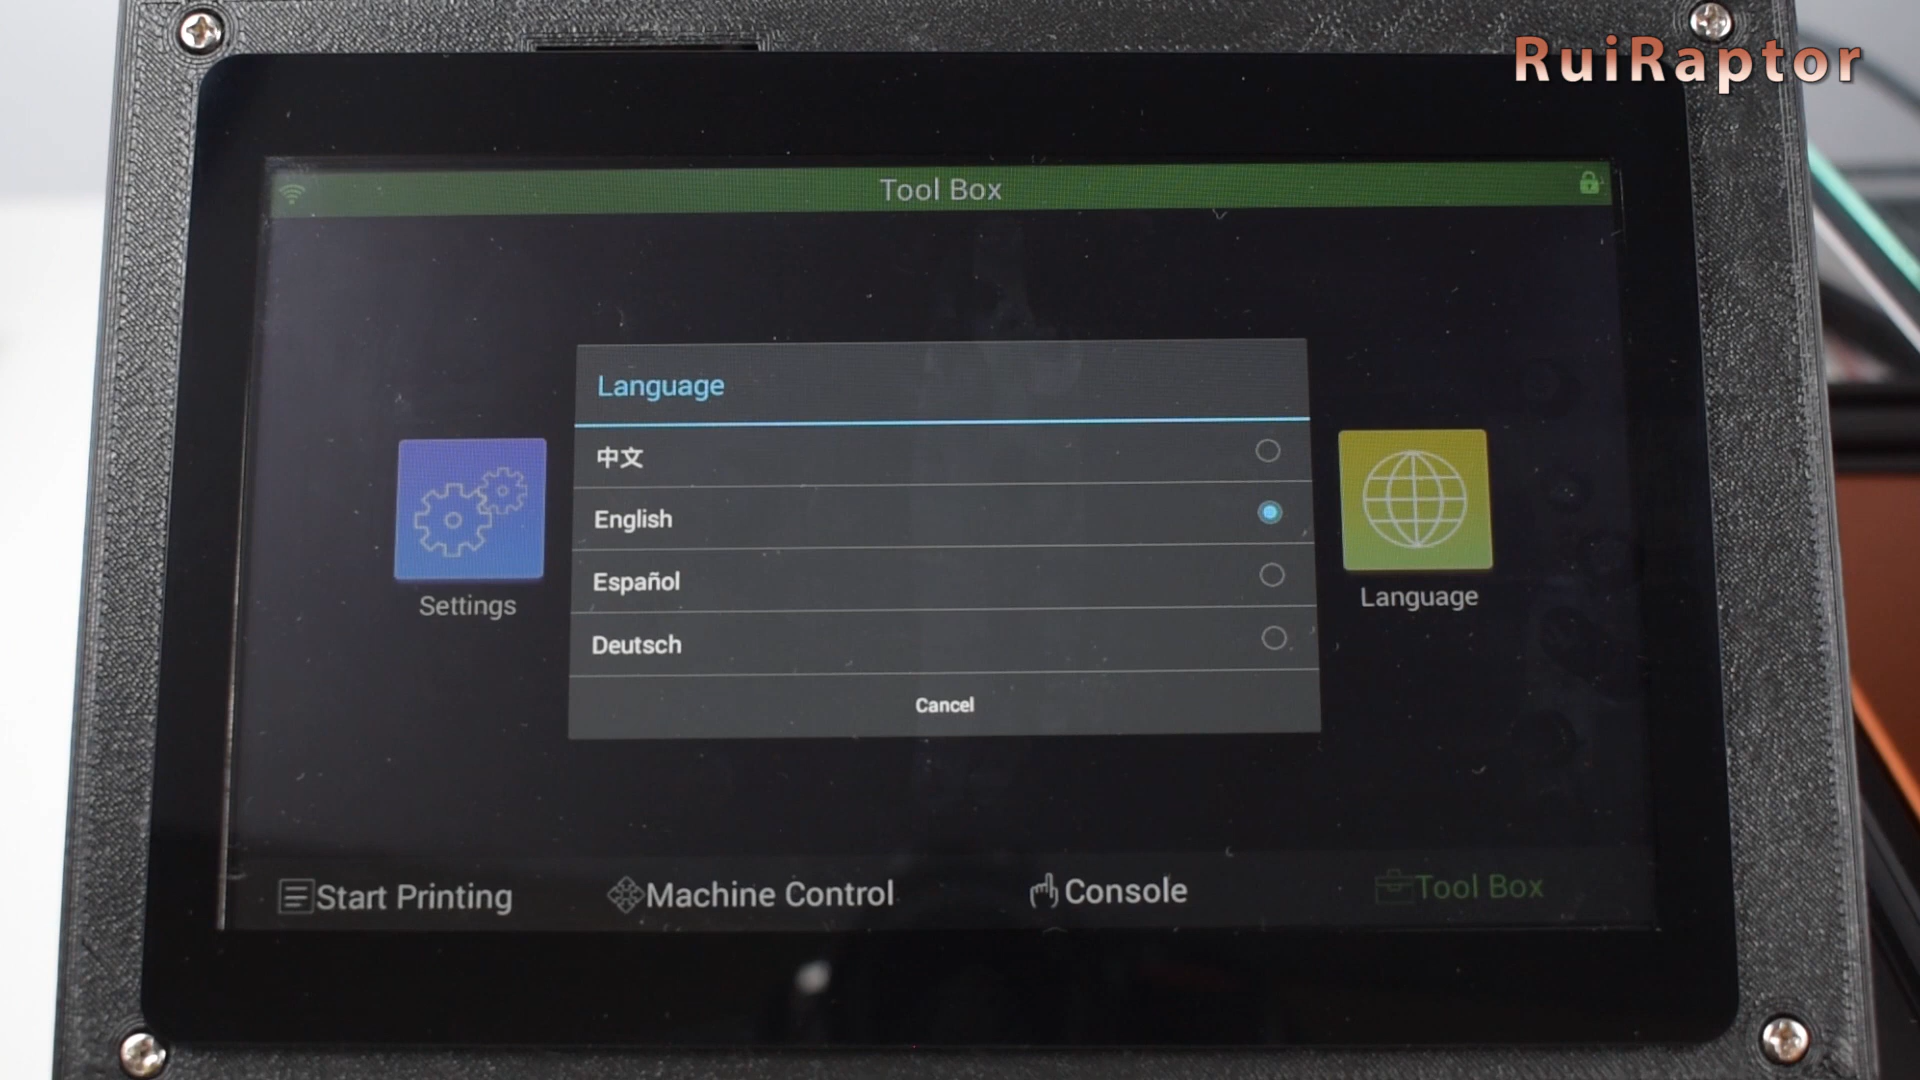 RuiRaptor
Tool Box
Language
中文
English
Español
Deutsch
Cancel
Settings
Language
Start Printing
Machine Control
Console
Tool Box